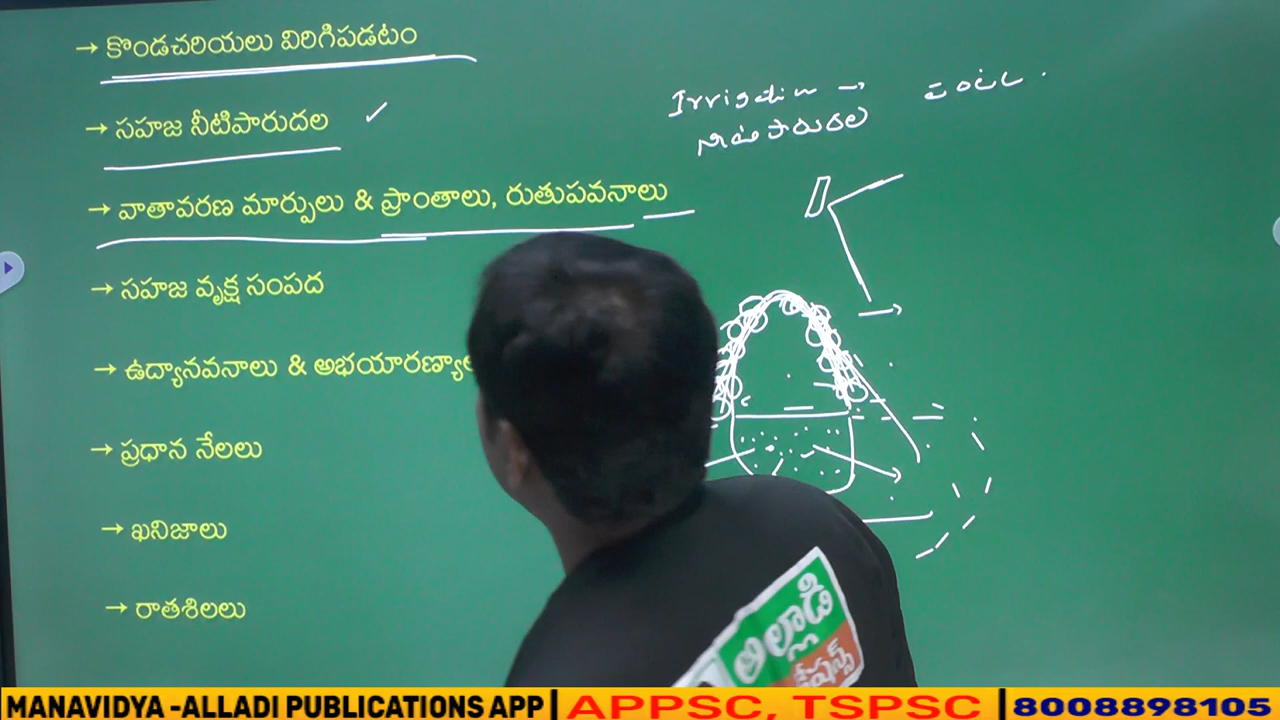 → కొండచరియలు విరిగిపడటం
→ సహజ నీటిపారుదల ✓
→ వాతావరణ మార్పులు & ప్రాంతాలు, రుతుపవనాలు
→ సహజ వృక్ష సంపద
→ ఉద్యానవనాలు & అభయారణ్యా
→ ప్రధాన నేలలు
→ ఖనిజాలు
→ రాతశిలలు
Irrigation →
అల్లాడి
MANAVIDYA -ALLADI PUBLICATIONS APP | APPSC, TSPSC | 8008898105